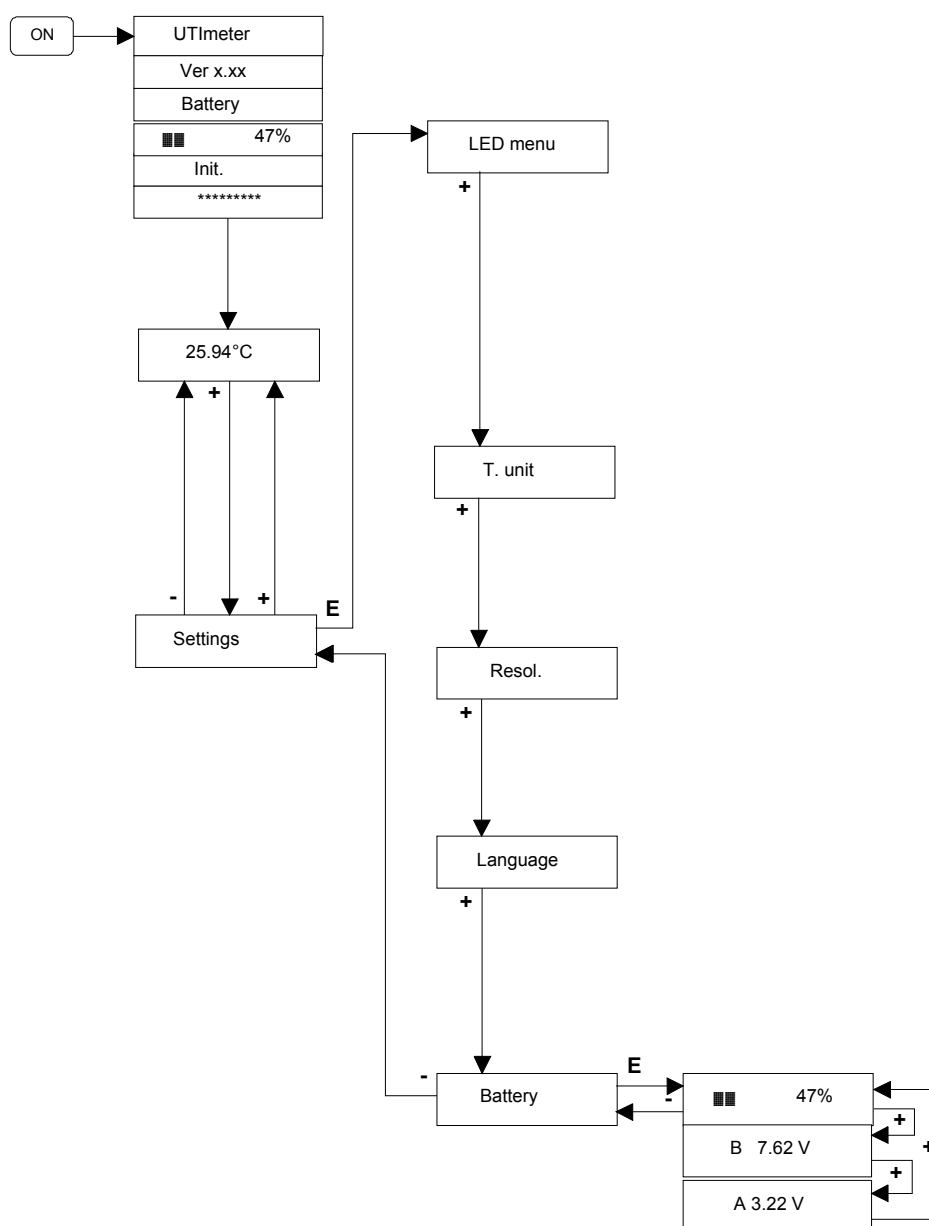 ON
UTImeter
Ver x.xx
Battery
47%
Init.
*********
LED menu
+
25.94°C
+
T. unit
+
-
+
E
Settings
Resol.
+
Language
+
-
Battery
E
-
47%
+
B 7.62 V
+
+
A 3.22 V